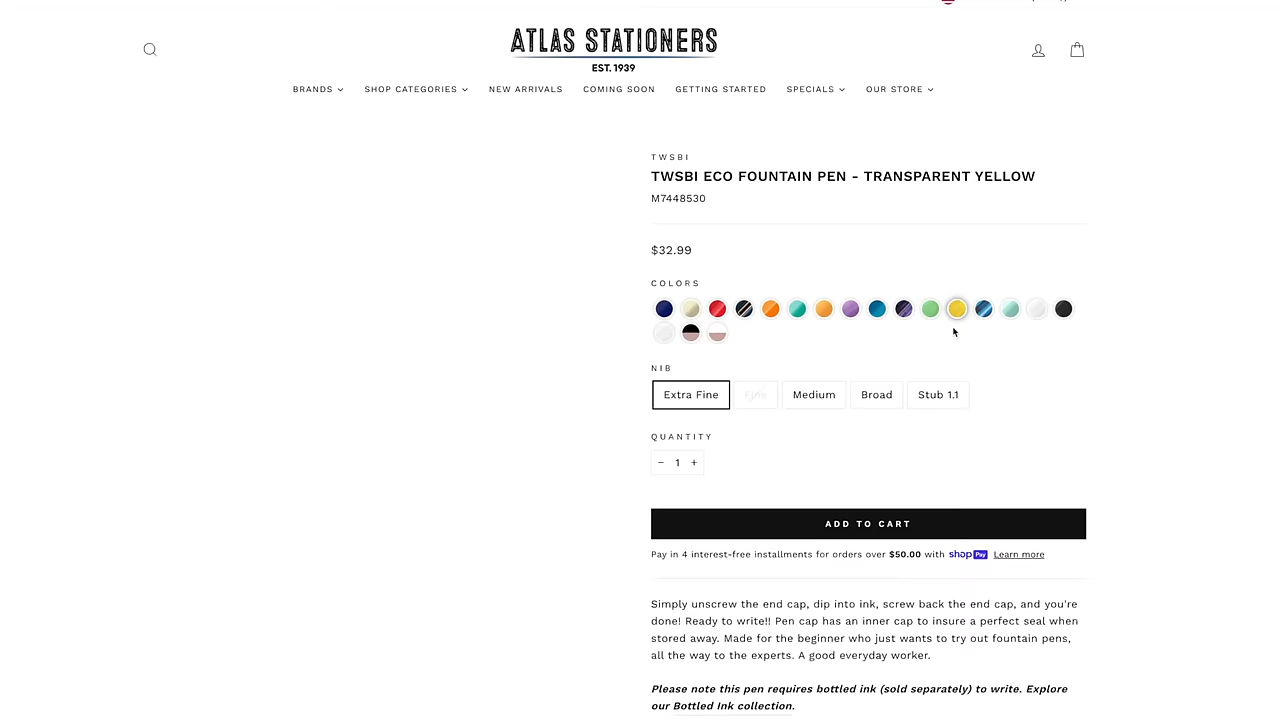 ATLAS STATIONERS
EST. 1939
BRANDS SHOP CATEGORIES NEW ARRIVALS COMING SOON GETTING STARTED SPECIALS OUR STORE
TWSBI
TWSBI ECO FOUNTAIN PEN - TRANSPARENT YELLOW
M7448530
$32.99
COLORS
NIB
Extra Fine Fine Medium Broad Stub 1.1
QUANTITY
− 1 +
ADD TO CART
Pay in 4 interest-free installments for orders over $50.00 with shop Pay Learn more
Simply unscrew the end cap, dip into ink, screw back the end cap, and you're
done! Ready to write!! Pen cap has an inner cap to insure a perfect seal when
stored away. Made for the beginner who just wants to try out fountain pens,
all the way to the experts. A good everyday worker.
Please note this pen requires bottled ink (sold separately) to write. Explore
our Bottled Ink collection.